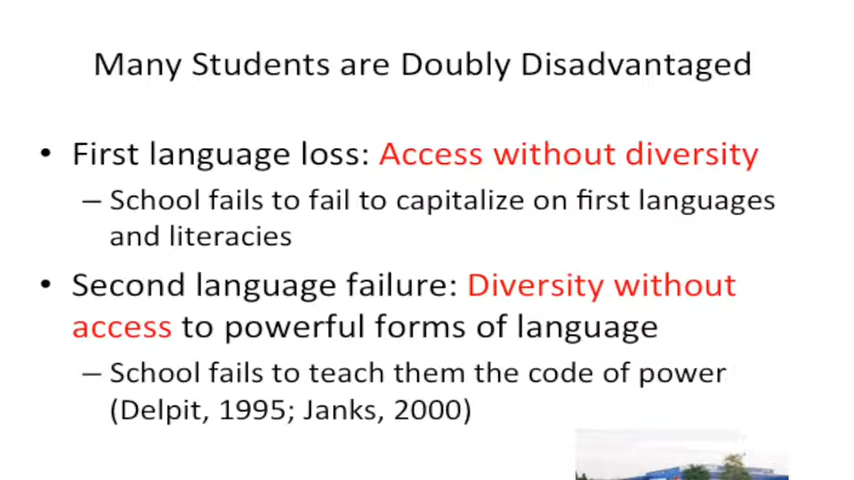 Many Students are Doubly Disadvantaged
• First language loss: Access without diversity
– School fails to fail to capitalize on first languages
and literacies
• Second language failure: Diversity without
access to powerful forms of language
– School fails to teach them the code of power
(Delpit, 1995; Janks, 2000)